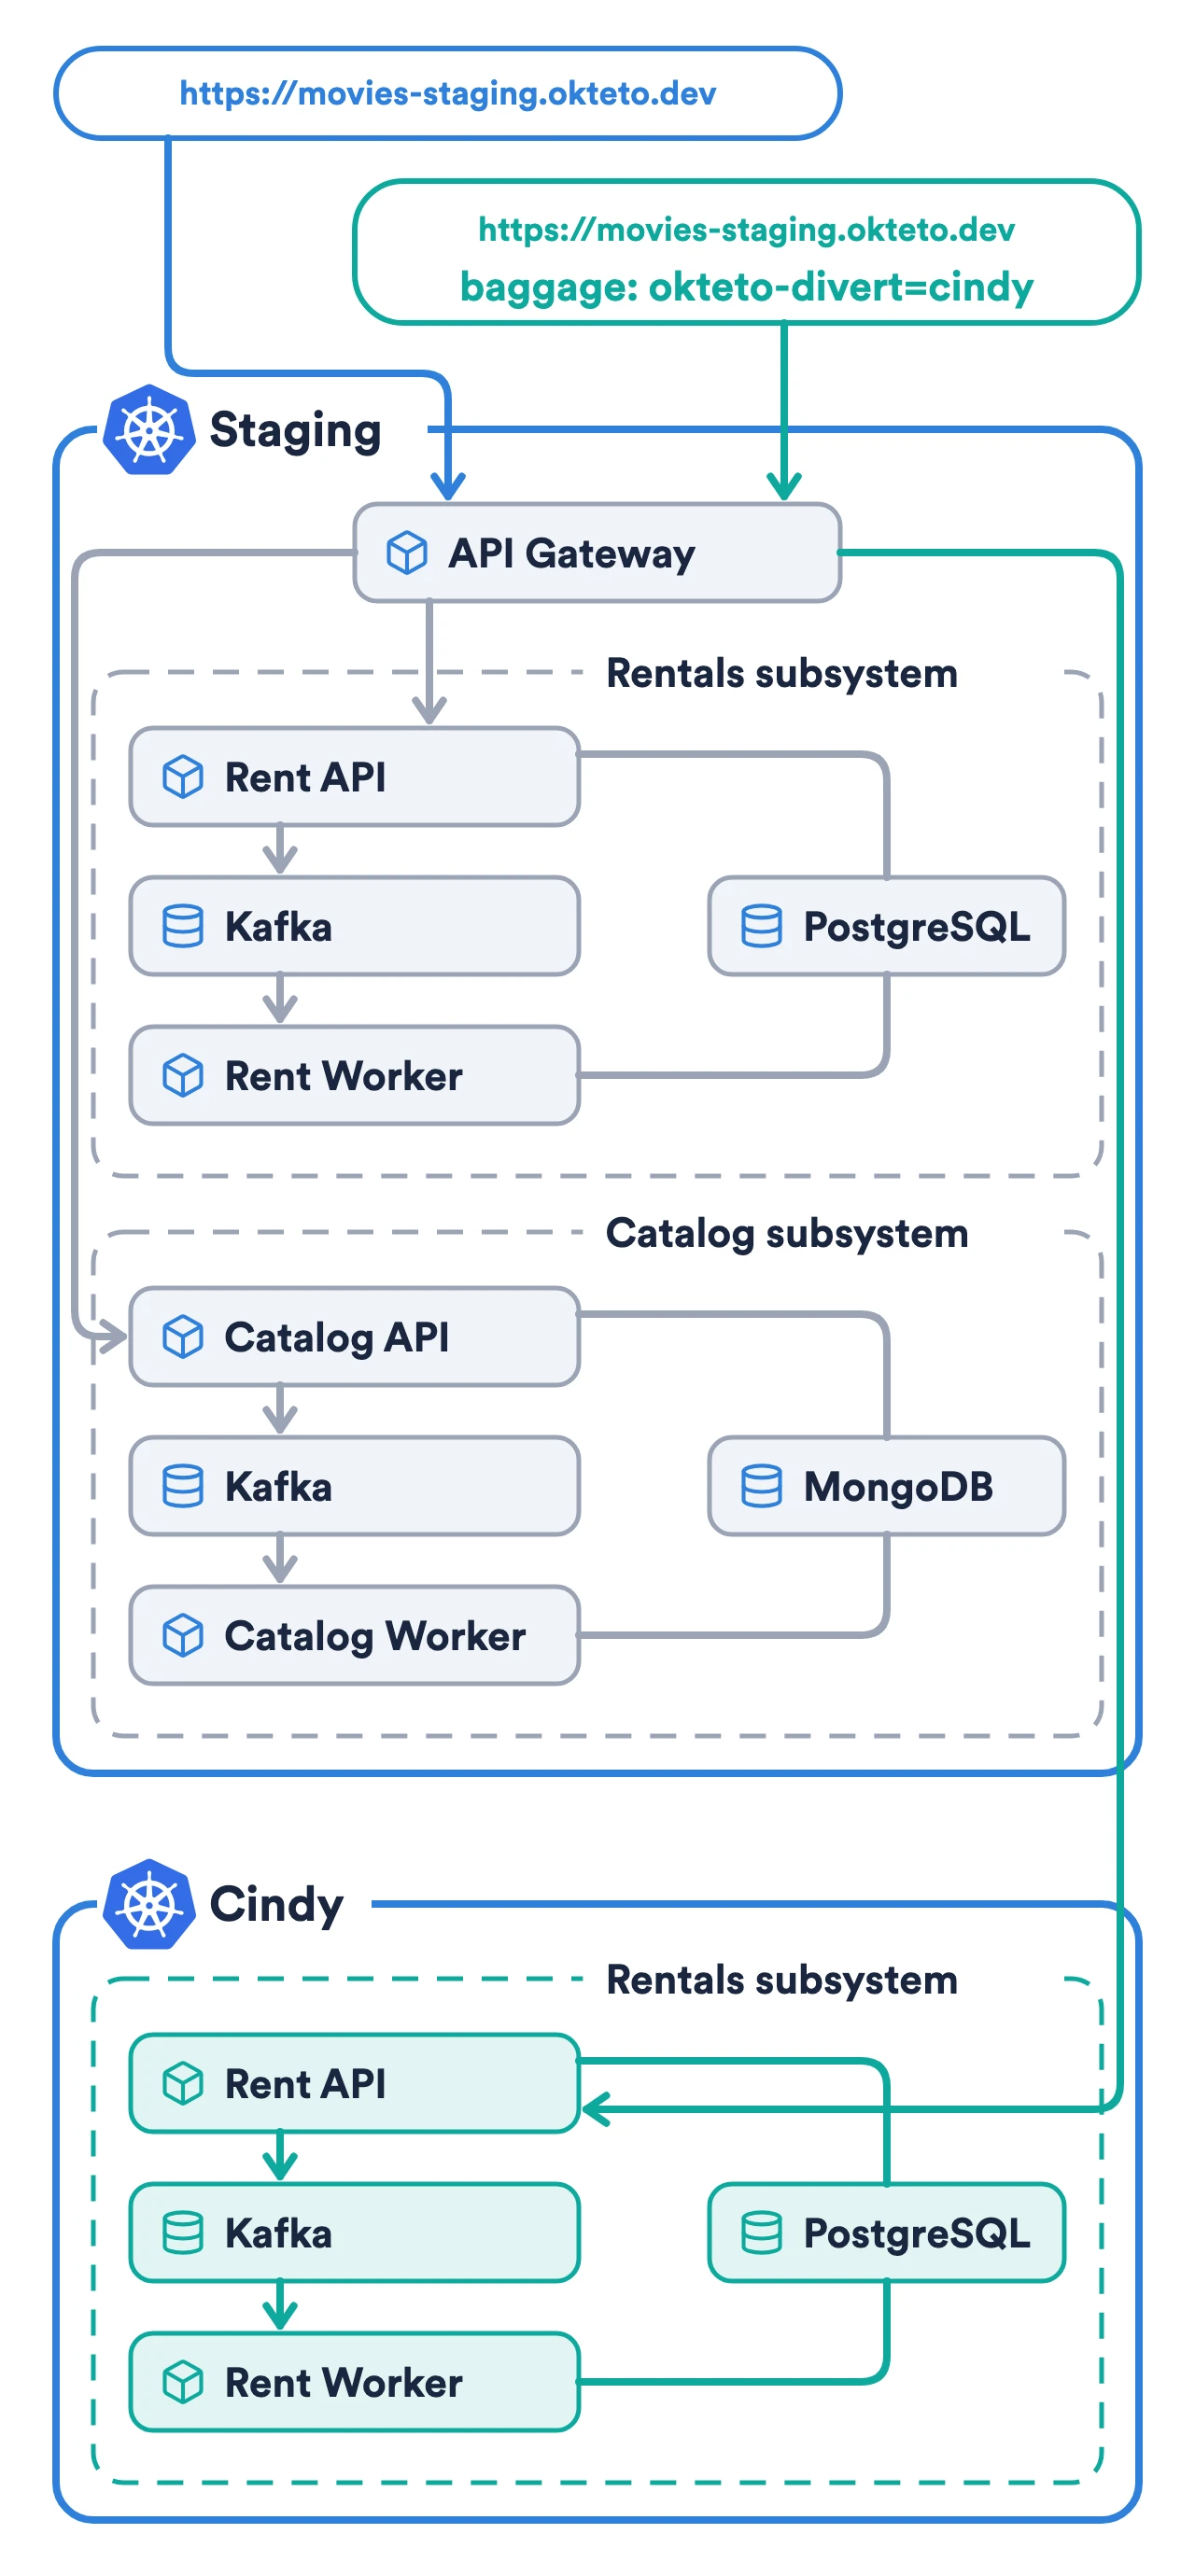 https://movies-staging.okteto.dev
https://movies-staging.okteto.dev
baggage: okteto-divert=cindy
Staging
API Gateway
Rentals subsystem
Rent API
Kafka
PostgreSQL
Rent Worker
Catalog subsystem
Catalog API
Kafka
MongoDB
Catalog Worker
Cindy
Rentals subsystem
Rent API
Kafka
PostgreSQL
Rent Worker